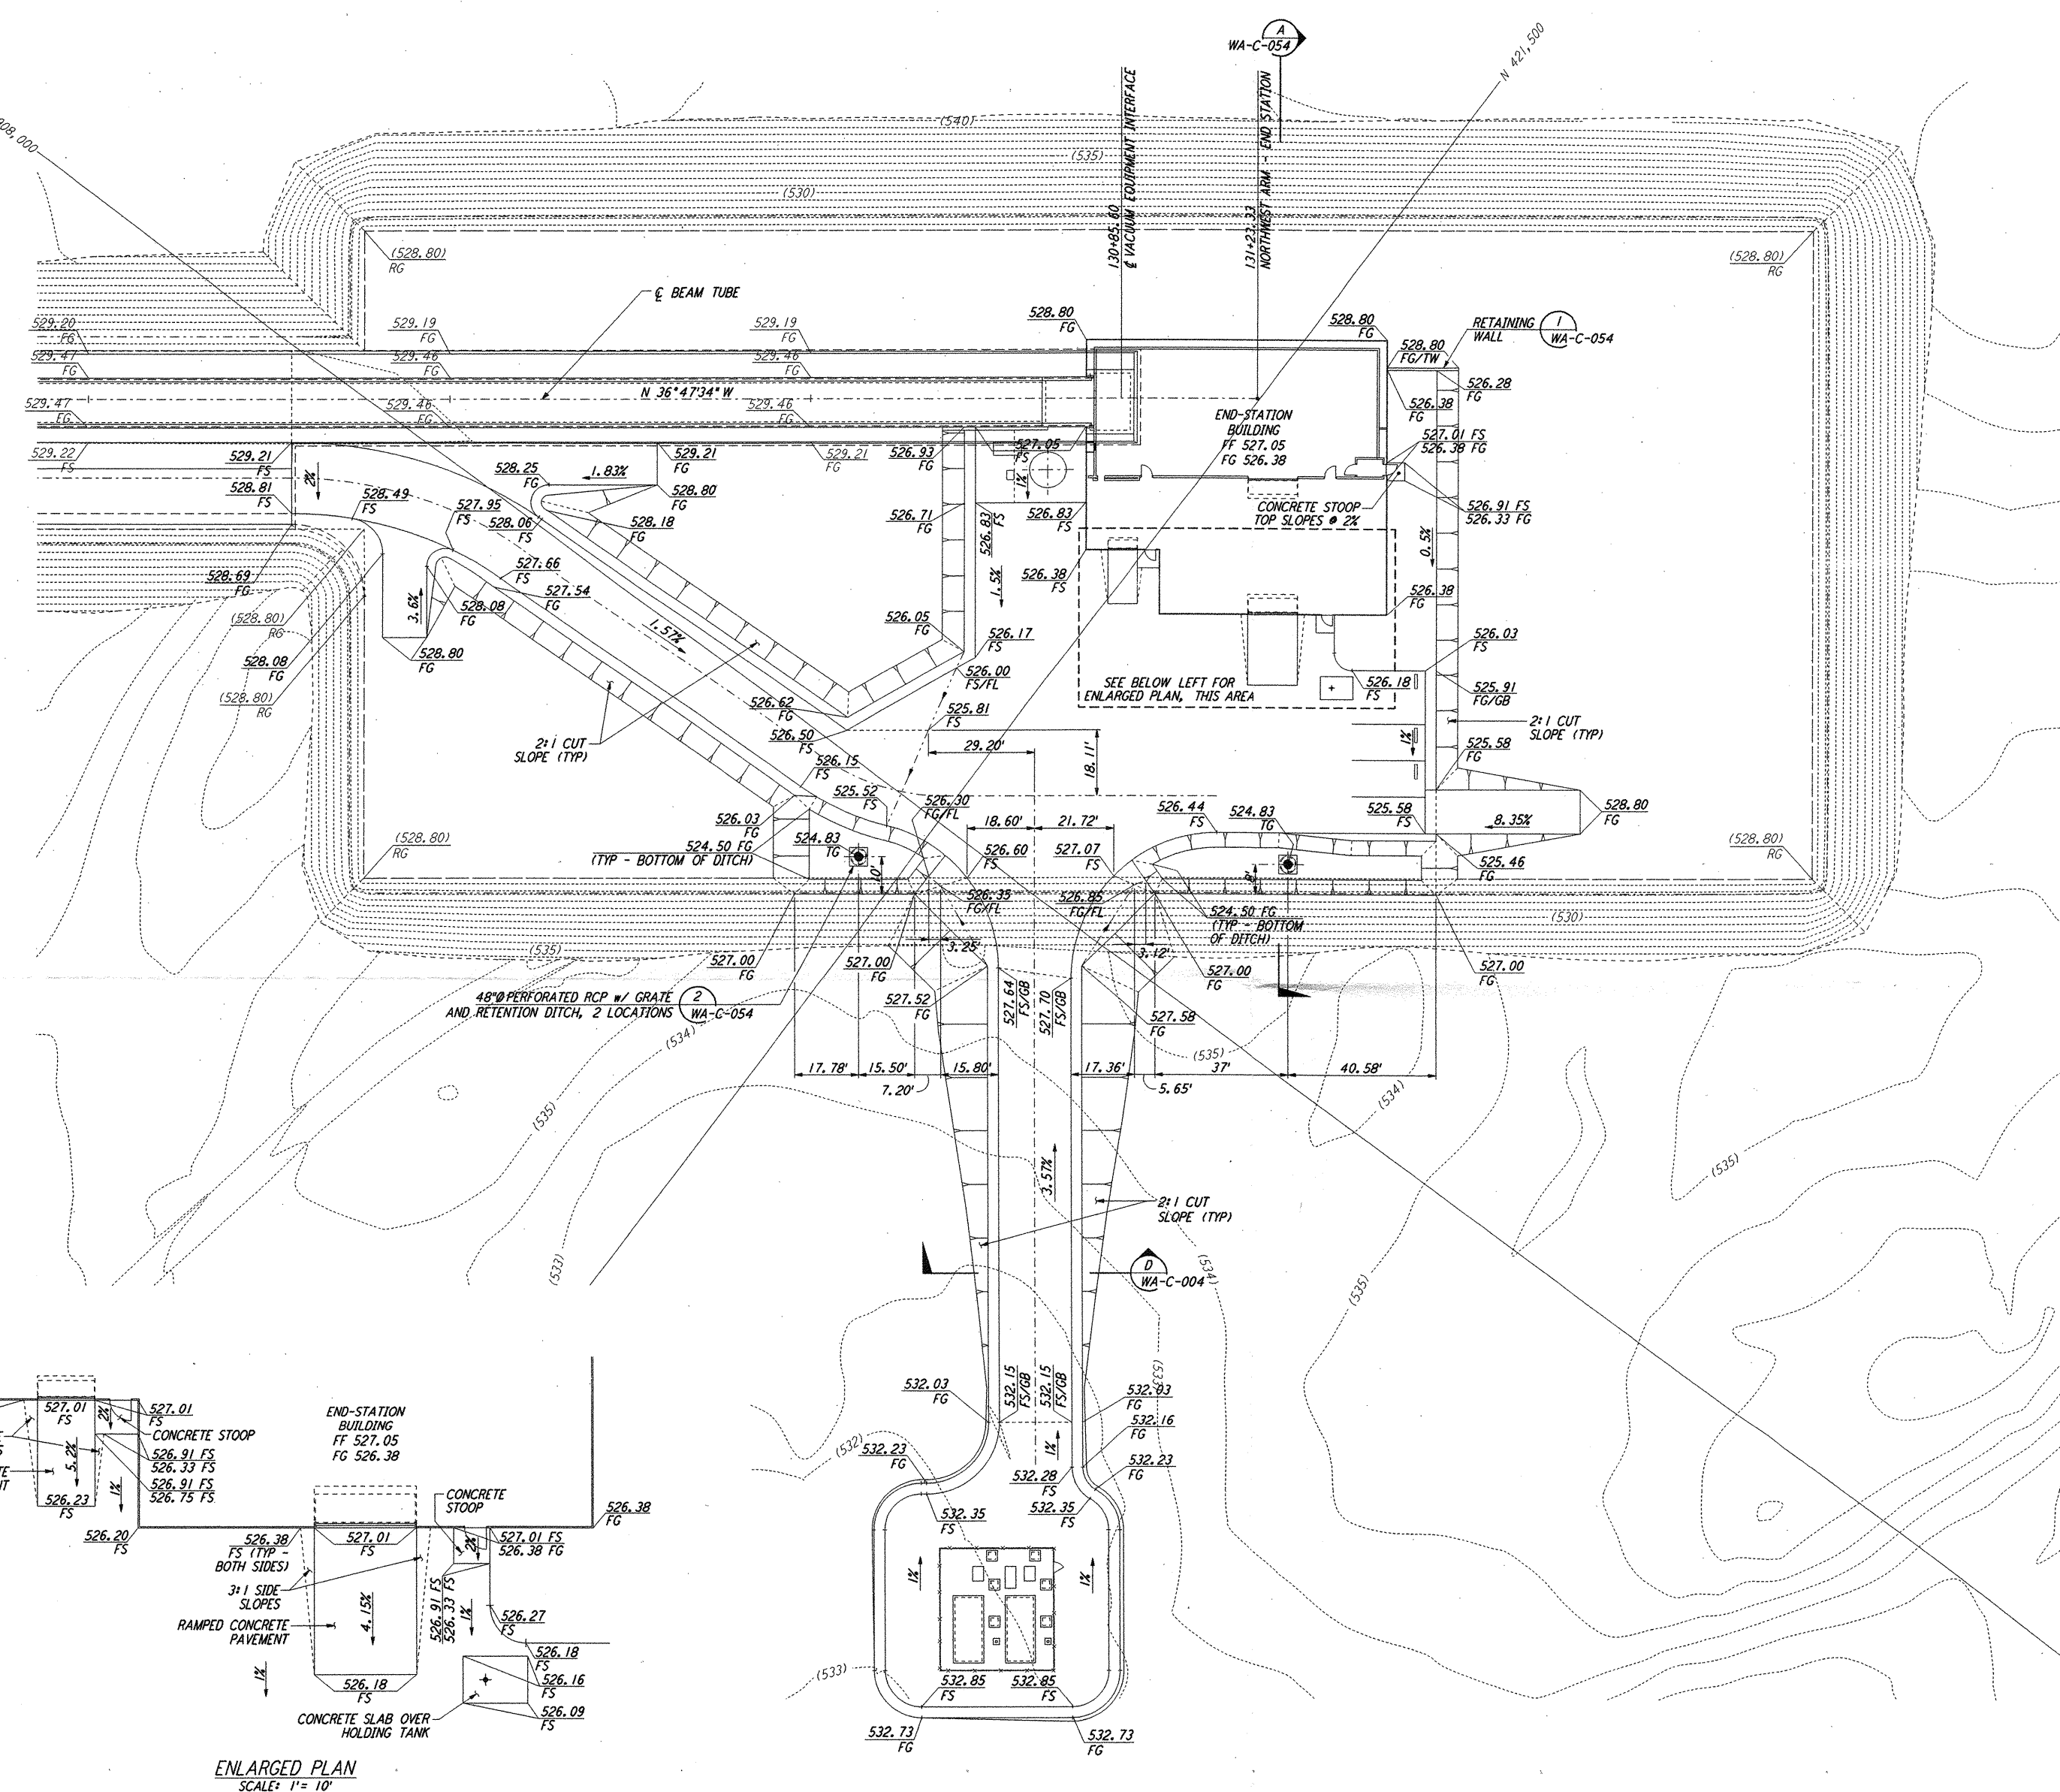 A
WA-C-054
N 421,500
08,000
(540)
(535)
(530)
130+85.60
℄ VACUUM EQUIPMENT INTERFACE
131+23.33
NORTHWEST ARM - END STATION
(528.80)
RG
(528.80)
RG
℄ BEAM TUBE
529.20
FG
529.19
FG
529.19
FG
528.80
FG
528.80
FG
RETAINING
WALL
1
WA-C-054
528.80
FG/TW
529.47
FG
529.46
FG
529.46
FG
526.28
FG
N 36°47'34" W
526.38
FG
529.47
FG
529.46
FG
529.46
FG
END-STATION
BUILDING
FF 527.05
FG 526.38
527.01 FS
526.38 FG
529.22
FS
529.21
FS
2%
528.25
FG
1.83%
529.21
FG
529.21
FG
526.93
FG
527.05
FS
1%
528.81
FS
528.49
FS
527.95
FS
528.06
FS
528.80
FG
528.18
FG
526.71
FG
526.83
FS
526.83
FS
CONCRETE STOOP
TOP SLOPES @ 2%
526.91 FS
526.33 FG
0.5%
528.69
FG
527.66
FS
527.54
FG
526.38
FS
1.5%
526.38
FG
3.6%
528.08
FG
(528.80)
RG
1.57%
526.05
FG
526.17
FS
526.03
FS
528.08
FG
528.80
FG
526.00
FS/FL
SEE BELOW LEFT FOR
ENLARGED PLAN, THIS AREA
526.18
FS
525.91
FG/GB
(528.80)
RG
526.62
FG
525.81
FS
526.50
FS
2:1 CUT
SLOPE (TYP)
2:1 CUT
SLOPE (TYP)
29.20'
18.11'
1%
525.58
FG
526.15
FS
525.52
FS
526.30
FG/FL
18.60'
21.72'
526.44
FS
524.83
TG
525.58
FS
8.35%
528.80
FG
526.03
FG
524.83
TG
(528.80)
RG
524.50 FG
(TYP - BOTTOM OF DITCH)
10'
526.60
FS
527.07
FS
8'
525.46
FG
(528.80)
RG
526.35
FG/FL
526.85
FG/FL
524.50 FG
(TYP - BOTTOM
OF DITCH)
(530)
(535)
3.25'
3.12'
527.00
FG
527.00
FG
527.00
FG
527.00
FG
48"Ø PERFORATED RCP w/ GRATE
AND RETENTION DITCH, 2 LOCATIONS
2
WA-C-054
527.52
FG
527.64
FS/GB
527.70
FS/GB
527.58
FG
(534)
(535)
17.78'
15.50'
15.80'
7.20'
17.36'
37'
5.65'
40.58'
(534)
(535)
(535)
3.57%
2:1 CUT
SLOPE (TYP)
(533)
D
WA-C-004
(534)
(535)
532.03
FG
532.15
FS/GB
532.15
FS/GB
532.03
FG
(533)
532.16
FG
(532)
532.23
FG
1%
532.23
FG
532.28
FS
532.35
FS
532.35
FS
1%
1%
(533)
532.85
FS
532.85
FS
532.73
FG
532.73
FG
527.01
FS
2%
527.01
FS
CONCRETE STOOP
5.2%
526.91 FS
526.33 FS
526.91 FS
526.75 FS
1%
526.23
FS
END-STATION
BUILDING
FF 527.05
FG 526.38
CONCRETE
STOOP
526.38
FG
526.20
FS
526.38
FS (TYP -
BOTH SIDES)
527.01
FS
2%
527.01 FS
526.38 FG
3:1 SIDE
SLOPES
4.15%
526.91 FS
526.33 FS
1%
526.27
FS
RAMPED CONCRETE
PAVEMENT
1%
526.18
FS
526.18
FS
526.16
FS
526.09
FS
CONCRETE SLAB OVER
HOLDING TANK
ENLARGED PLAN
SCALE: 1'= 10'